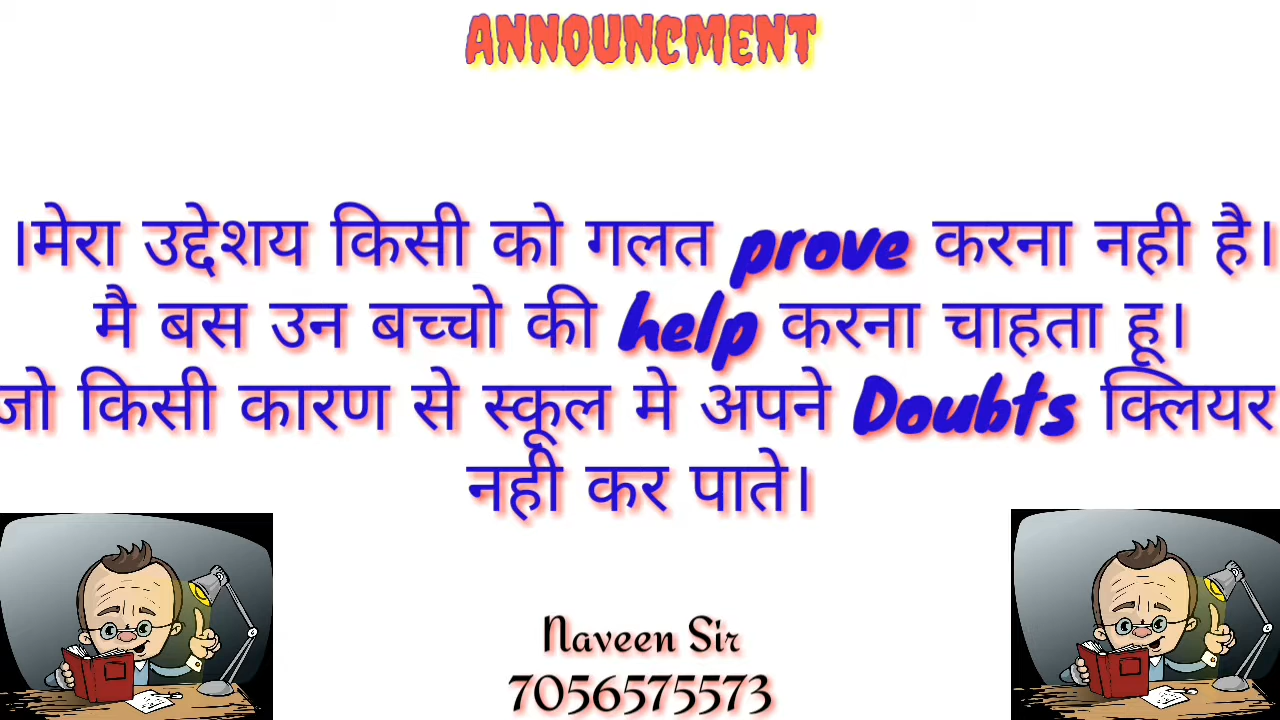 ANNOUNCMENT
।मेरा उद्देशय किसी को गलत prove करना नही है।
मै बस उन बच्चो की help करना चाहता हू।
जो किसी कारण से स्कूल मे अपने Doubts क्लियर
नही कर पाते।
Naveen Sir
7056575573